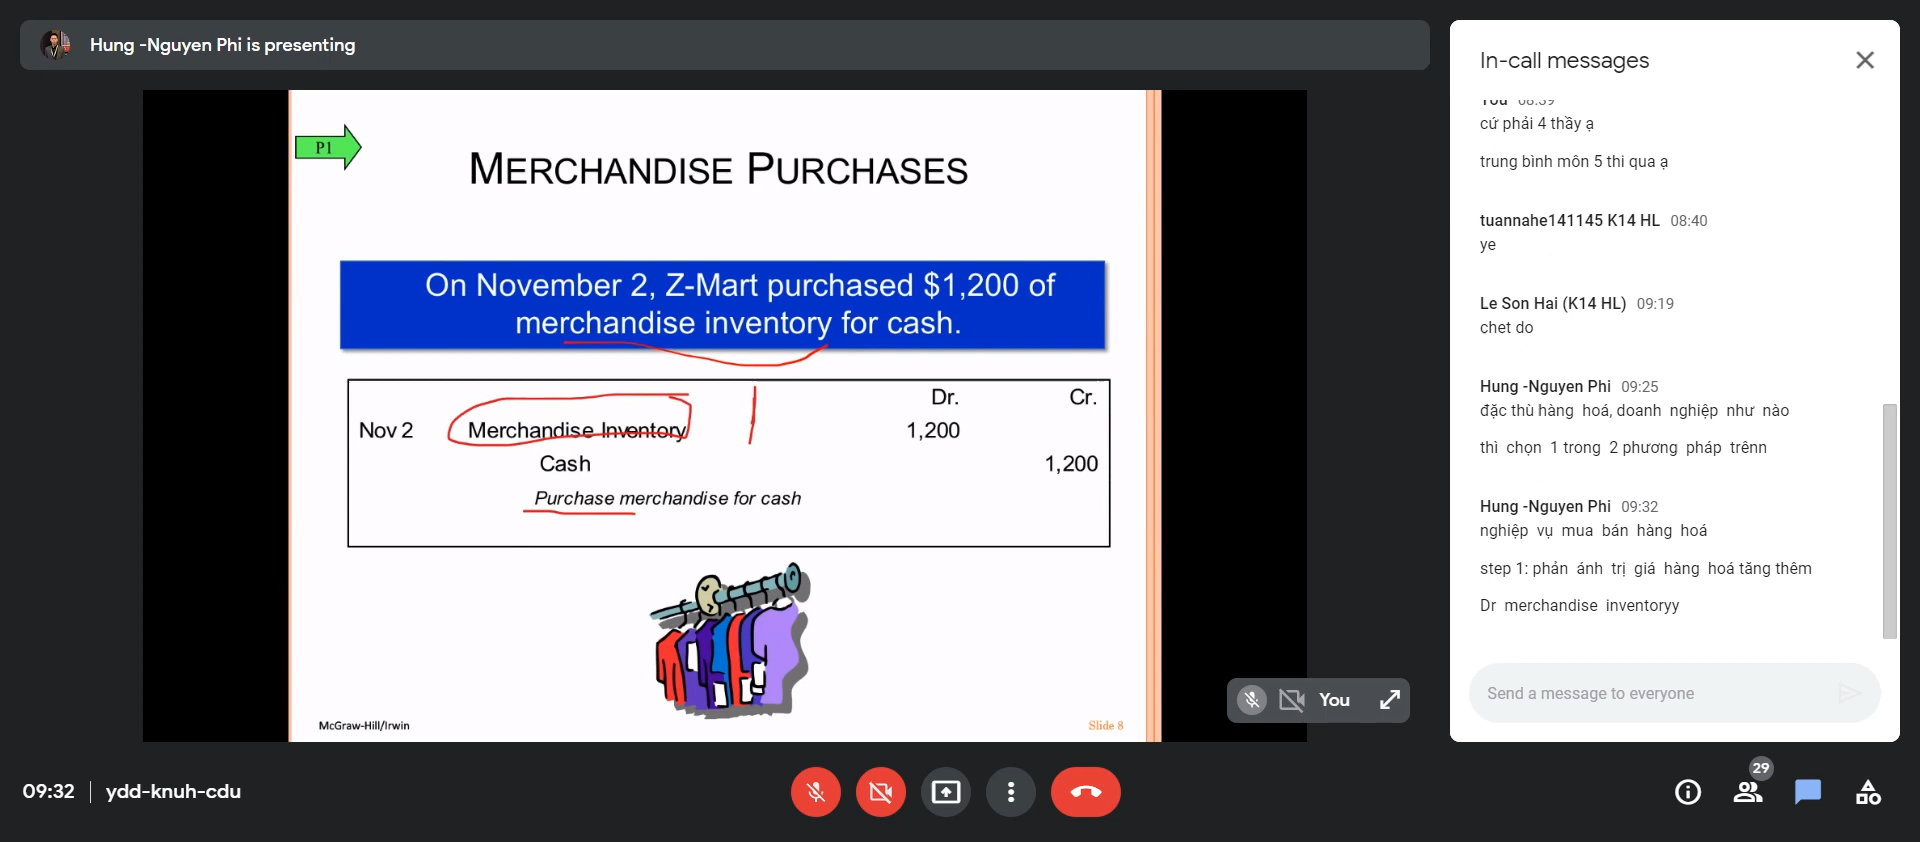 Hung -Nguyen Phi is presenting
P1
MERCHANDISE PURCHASES
On November 2, Z-Mart purchased $1,200 of
merchandise inventory for cash.
Dr. Cr.
Nov 2 Merchandise Inventory 1,200
Cash 1,200
Purchase merchandise for cash
McGraw-Hill/Irwin
Slide 8
You
09:32 ydd-knuh-cdu
In-call messages
You 08:39
cứ phải 4 thầy ạ
trung bình môn 5 thi qua ạ
tuannahe141145 K14 HL 08:40
ye
Le Son Hai (K14 HL) 09:19
chet do
Hung -Nguyen Phi 09:25
đặc thù hàng hoá, doanh nghiệp như nào
thì chọn 1 trong 2 phương pháp trênn
Hung -Nguyen Phi 09:32
nghiệp vụ mua bán hàng hoá
step 1: phản ánh trị giá hàng hoá tăng thêm
Dr merchandise inventoryy
Send a message to everyone
29